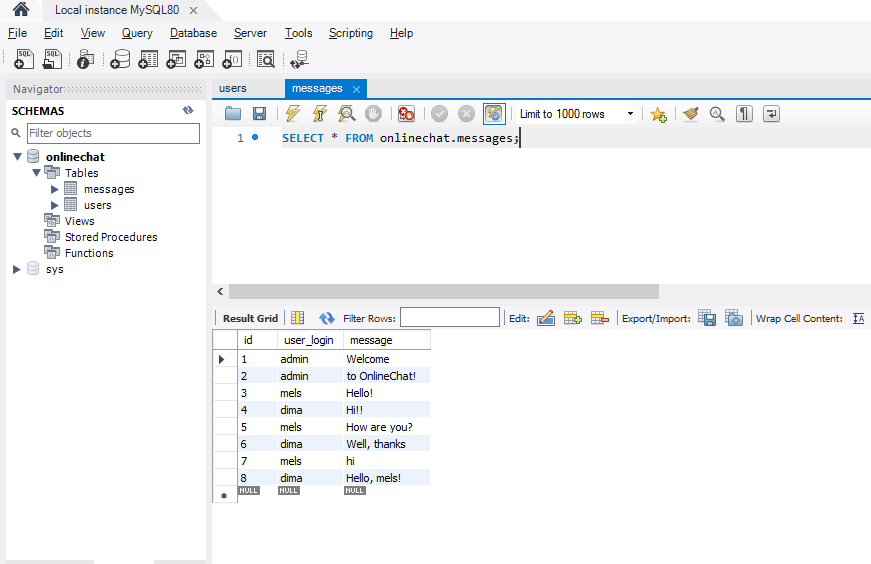 Local instance MySQL80
File Edit View Query Database Server Tools Scripting Help
Navigator
SCHEMAS
Filter objects
onlinechat
Tables
messages
users
Views
Stored Procedures
Functions
sys
users messages
Limit to 1000 rows
1 SELECT * FROM onlinechat.messages;
Result Grid Filter Rows: Edit: Export/Import: Wrap Cell Content:
id user_login message
1 admin Welcome
2 admin to OnlineChat!
3 mels Hello!
4 dima Hi!!
5 mels How are you?
6 dima Well, thanks
7 mels hi
8 dima Hello, mels!
NULL NULL NULL